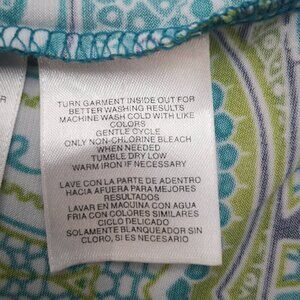 R
TURN GARMENT INSIDE OUT FOR
BETTER WASHING RESULTS
MACHINE WASH COLD WITH LIKE
COLORS
GENTLE CYCLE
ONLY NON-CHLORINE BLEACH
WHEN NEEDED
TUMBLE DRY LOW
WARM IRON IF NECESSARY
LAVE CON LA PARTE DE ADENTRO
HACIA AFUERA PARA MEJORES
RESULTADOS
LAVAR EN MAQUINA CON AGUA
FRIA CON COLORES SIMILARES
CICLO DELICADO
SOLAMENTE BLANQUEADOR SIN
CLORO, SI ES NECESARIO